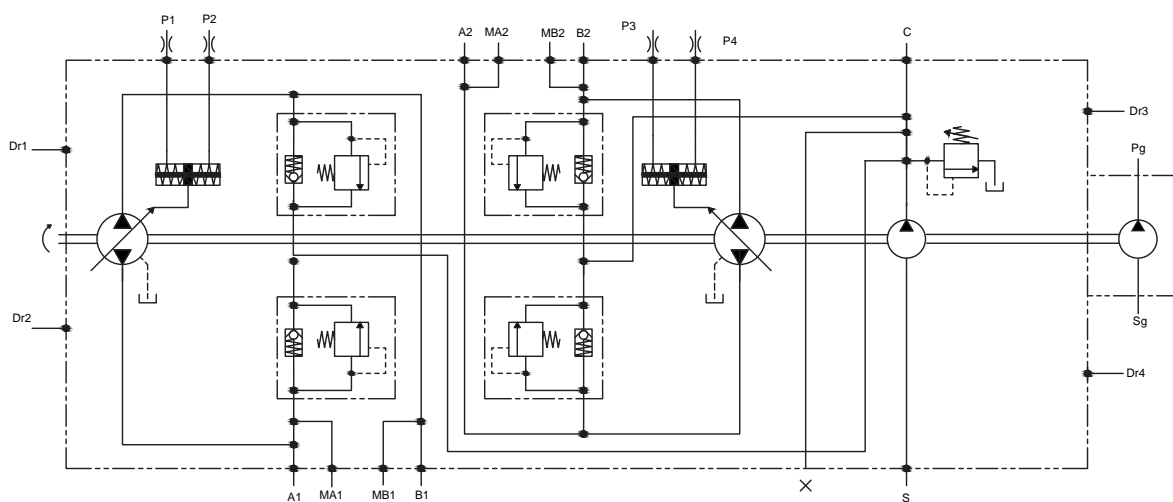 P1 P2 A2 MA2 MB2 B2 P3 P4 C
Dr1
Dr3
Pg
Dr2
Sg
Dr4
A1 MA1 MB1 B1 S